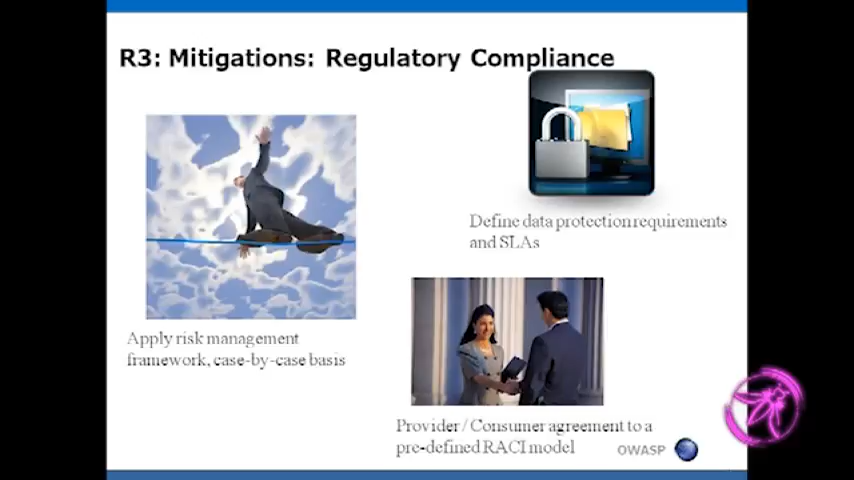 R3: Mitigations: Regulatory Compliance
Define data protection requirements
and SLAs
Apply risk management
framework, case-by-case basis
Provider / Consumer agreement to a
pre-defined RACI model
OWASP